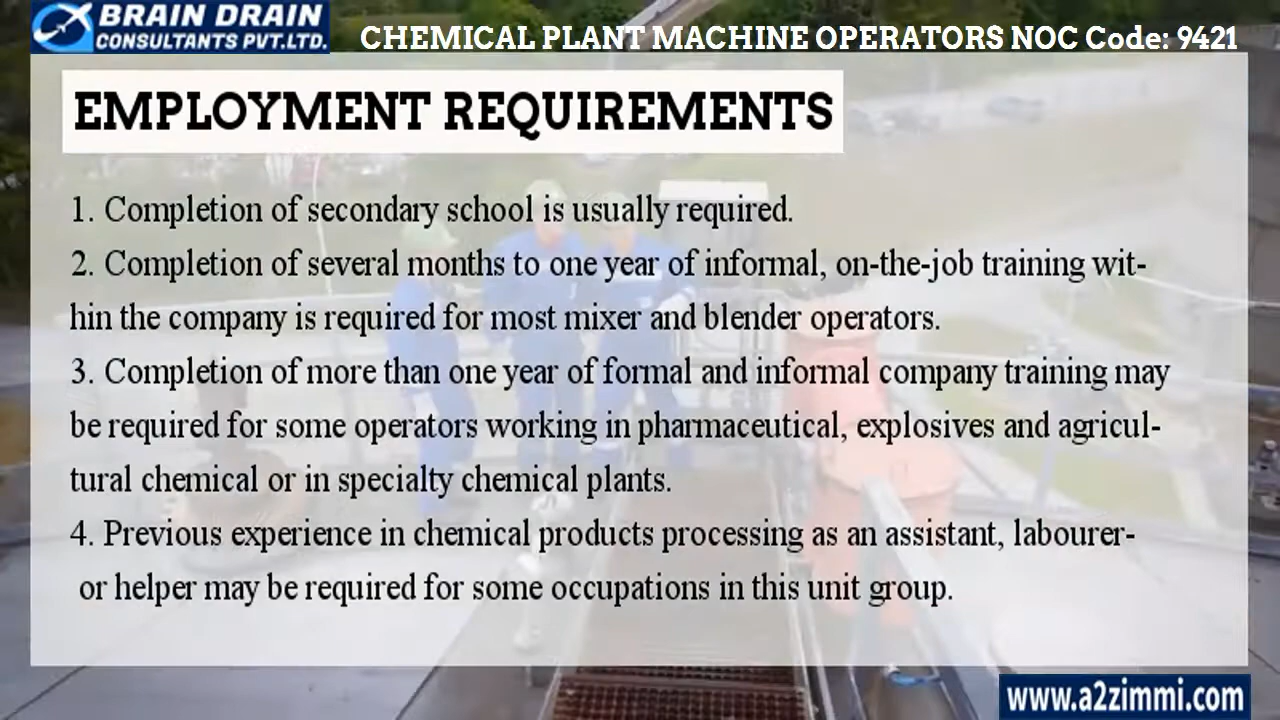 BRAIN DRAIN
CONSULTANTS PVT.LTD.
CHEMICAL PLANT MACHINE OPERATORS NOC Code: 9421
EMPLOYMENT REQUIREMENTS
1. Completion of secondary school is usually required.
2. Completion of several months to one year of informal, on-the-job training wit-
hin the company is required for most mixer and blender operators.
3. Completion of more than one year of formal and informal company training may
be required for some operators working in pharmaceutical, explosives and agricul-
tural chemical or in specialty chemical plants.
4. Previous experience in chemical products processing as an assistant, labourer-
or helper may be required for some occupations in this unit group.
www.a2zimmi.com